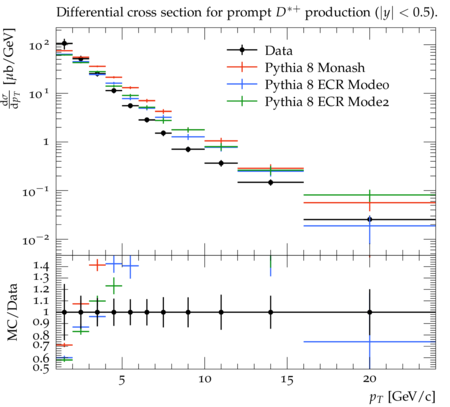 Differential cross section for prompt D*+ production (|y| < 0.5).
dσ/dpT [μb/GeV]
10²
10¹
1
10⁻¹
10⁻²
Data
Pythia 8 Monash
Pythia 8 ECR Mode0
Pythia 8 ECR Mode2
MC/Data
1.4
1.3
1.2
1.1
1
0.9
0.8
0.7
0.6
0.5
5
10
15
20
pT [GeV/c]